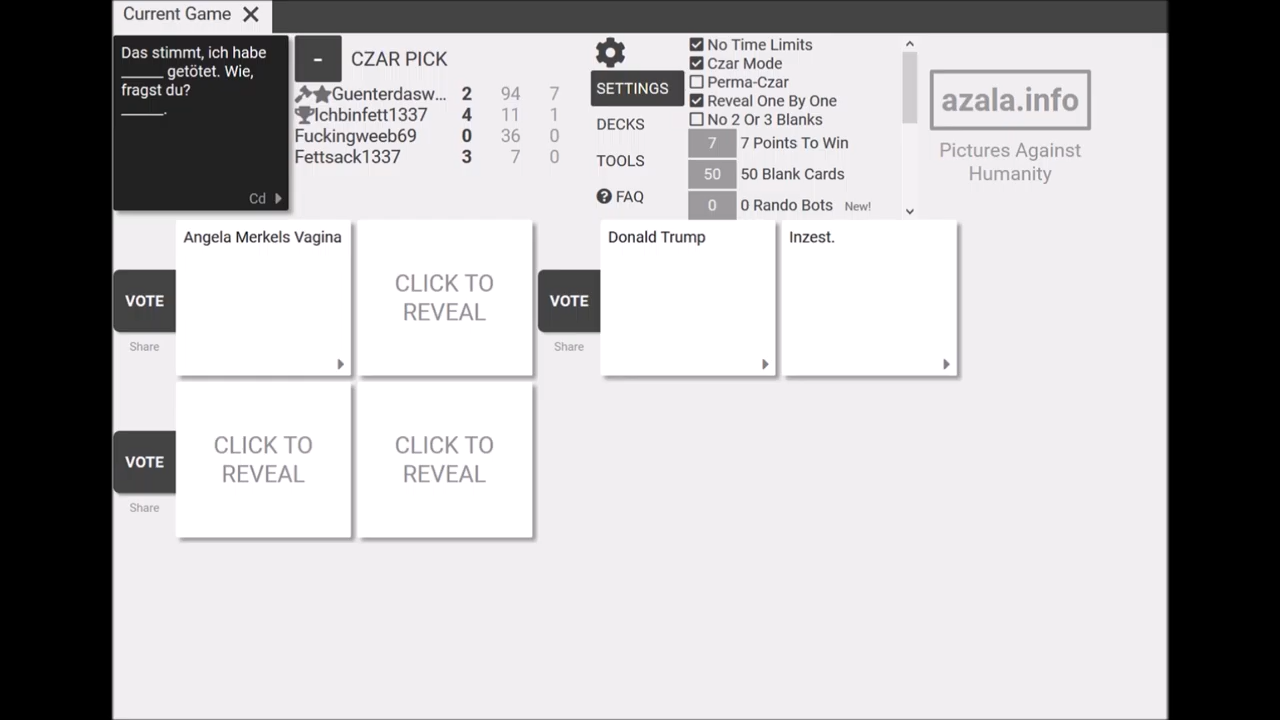 Current Game
Das stimmt, ich habe
_____ getötet. Wie,
fragst du?
_____.
Cd
-
CZAR PICK
Guenterdasw... 2 94 7
Ichbinfett1337 4 11 1
Fuckingweeb69 0 36 0
Fettsack1337 3 7 0
SETTINGS
DECKS
TOOLS
FAQ
No Time Limits
Czar Mode
Perma-Czar
Reveal One By One
No 2 Or 3 Blanks
7 7 Points To Win
50 50 Blank Cards
0 0 Rando Bots New!
azala.info
Pictures Against
Humanity
VOTE
Share
Angela Merkels Vagina
CLICK TO
REVEAL
VOTE
Share
Donald Trump
Inzest.
VOTE
Share
CLICK TO
REVEAL
CLICK TO
REVEAL